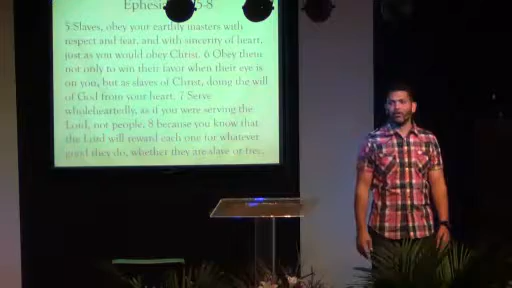 Ephesi 5-8
5 Slaves, obey your earthly masters with
respect and fear, and with sincerity of heart,
just as you would obey Christ. 6 Obey them
not only to win their favor when their eye is
on you, but as slaves of Christ, doing the will
of God from your heart. 7 Serve
wholeheartedly, as if you were serving the
Lord, not people, 8 because you know that
the Lord will reward each one for whatever
good they do, whether they are slave or free.